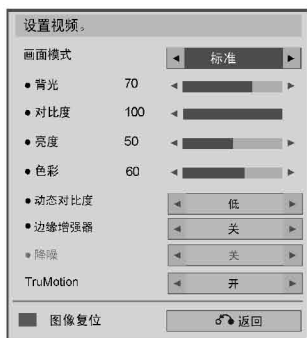 设置视频。
画面模式 标准
● 背光 70
● 对比度 100
● 亮度 50
● 色彩 60
● 动态对比度 低
● 边缘增强器 关
● 降噪 关
TruMotion 开
图像复位 返回